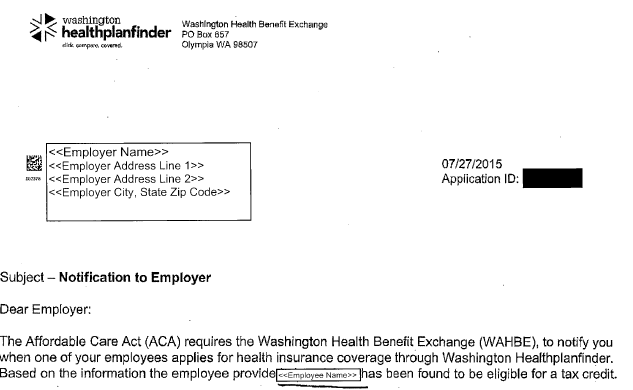 washington
healthplanfinder
click. compare. covered.
Washington Health Benefit Exchange
PO Box 657
Olympia WA 98507
<<Employer Name>>
<<Employer Address Line 1>>
<<Employer Address Line 2>>
<<Employer City, State Zip Code>>
07/27/2015
Application ID:
Subject – Notification to Employer
Dear Employer:
The Affordable Care Act (ACA) requires the Washington Health Benefit Exchange (WAHBE), to notify you
when one of your employees applies for health insurance coverage through Washington Healthplanfinder.
Based on the information the employee provide <<Employee Name>> has been found to be eligible for a tax credit.